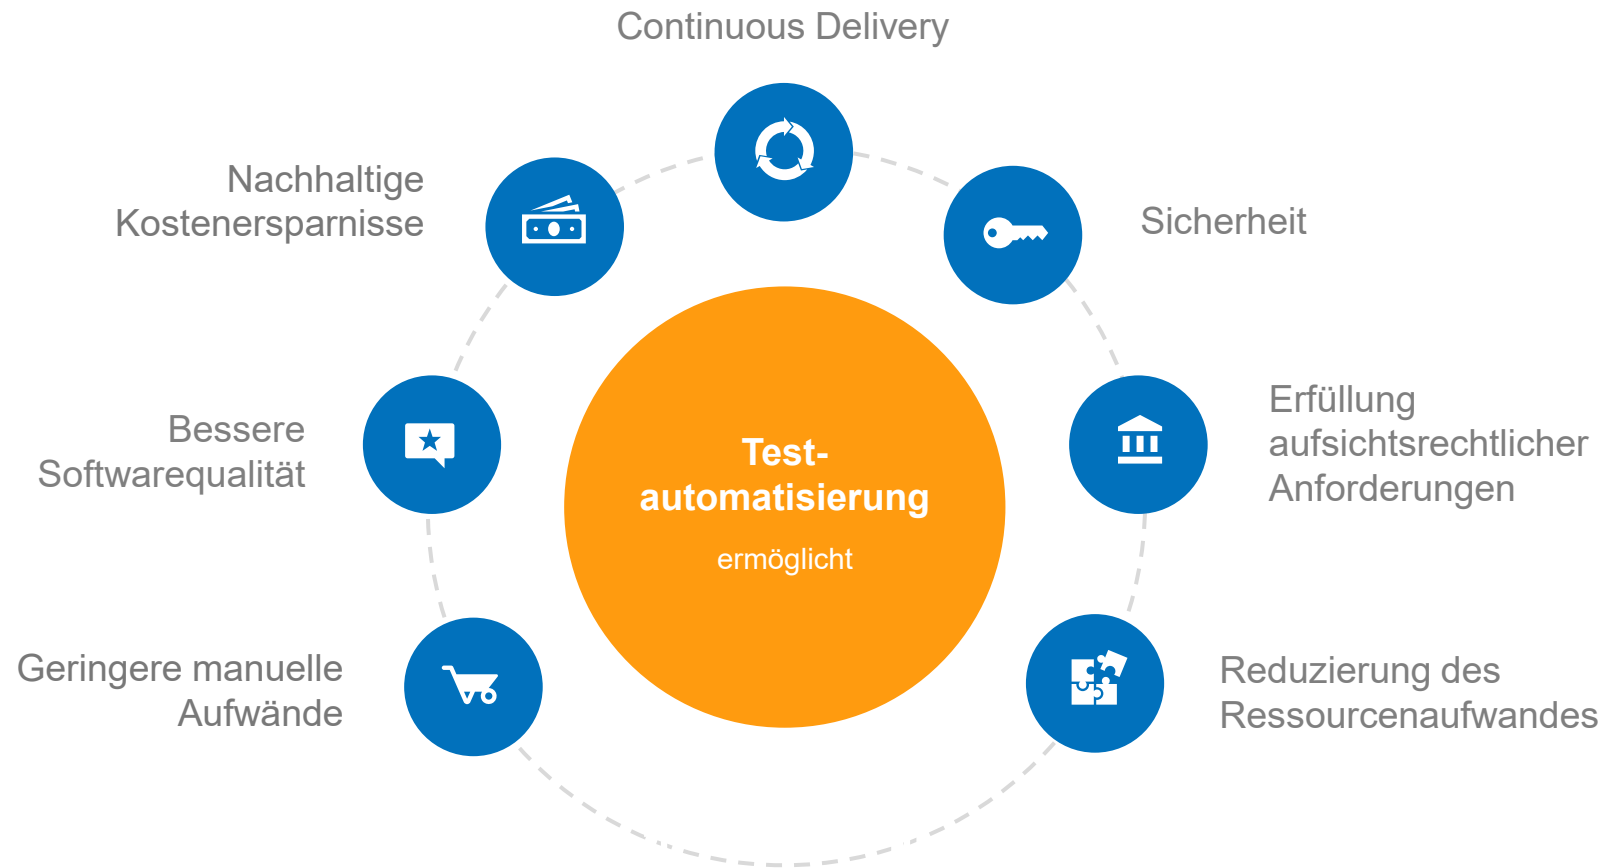 Continuous Delivery
Nachhaltige
Kostenersparnisse
Sicherheit
Bessere
Softwarequalität
Test-
automatisierung
ermöglicht
Erfüllung
aufsichtsrechtlicher
Anforderungen
Geringere manuelle
Aufwände
Reduzierung des
Ressourcenaufwandes